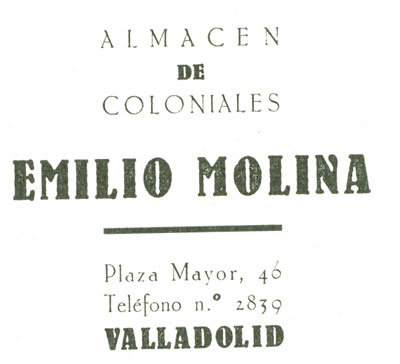 ALMACEN
DE
COLONIALES
EMILIO MOLINA
Plaza Mayor, 46
Teléfono n.º 2839
VALLADOLID